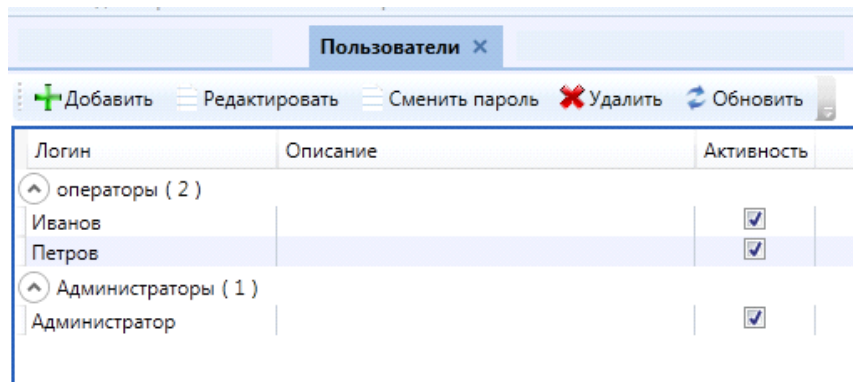 Пользователи
Добавить Редактировать Сменить пароль Удалить Обновить
Логин Описание Активность
операторы ( 2 )
Иванов
Петров
Администраторы ( 1 )
Администратор